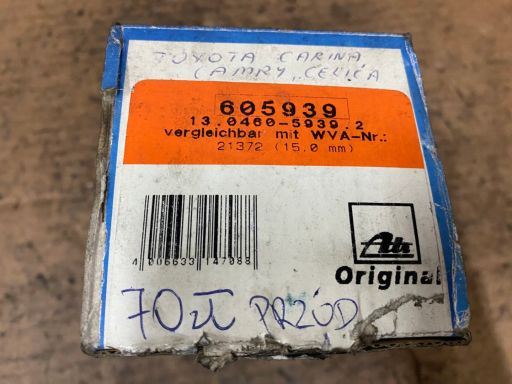 TOYOTA CARINA
CAMRY, CELICA
605939
13.0460-5939.2
vergleichbar mit WVA-Nr.:
21372 (15,0 mm)
4 006633 147088
Ate
Original
70 zł PRZÓD